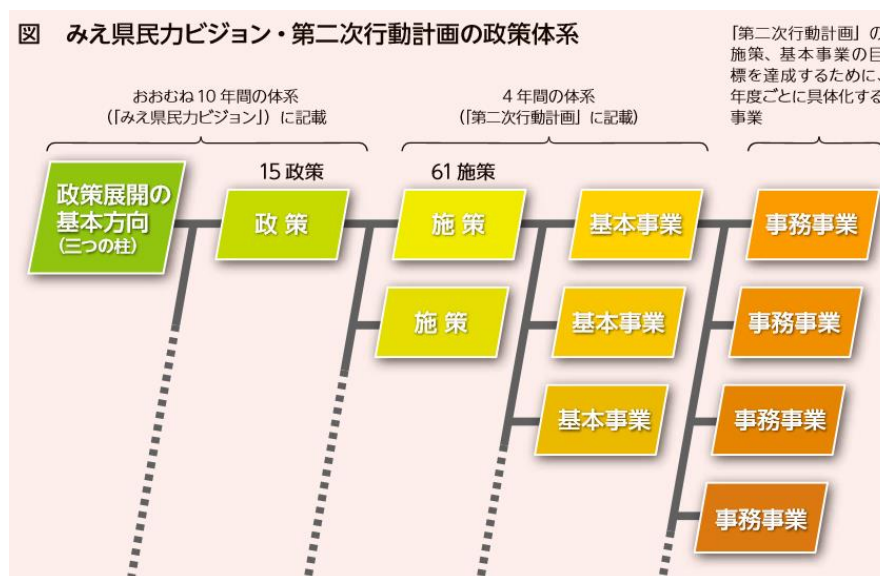 図 みえ県民力ビジョン・第二次行動計画の政策体系
「第二次行動計画」の
施策、基本事業の目
標を達成するために、
年度ごとに具体化する
事業
おおむね10年間の体系
（「みえ県民力ビジョン」）に記載
4年間の体系
（「第二次行動計画」に記載）
15政策
61施策
政策展開の
基本方向
（三つの柱）
政策
施策
基本事業
事務事業
施策
基本事業
事務事業
基本事業
事務事業
事務事業